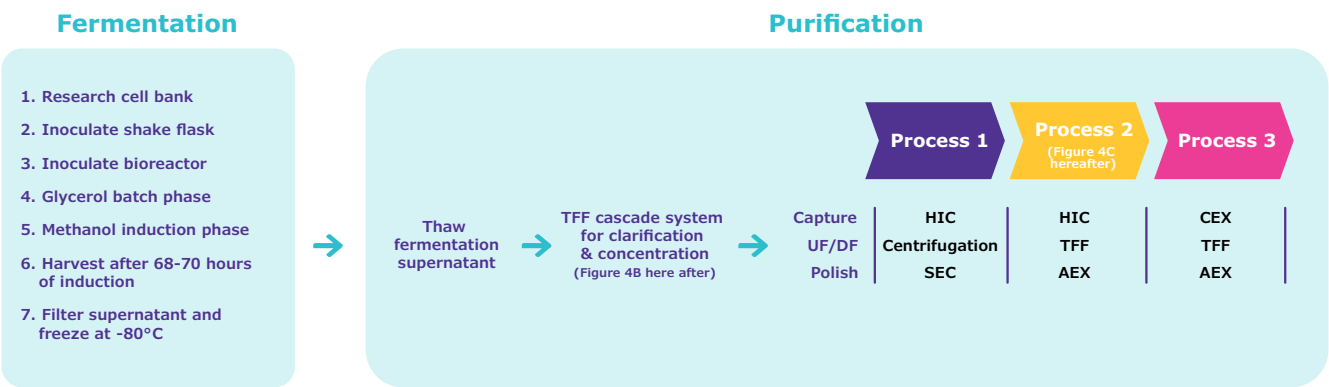 Fermentation
1. Research cell bank
2. Inoculate shake flask
3. Inoculate bioreactor
4. Glycerol batch phase
5. Methanol induction phase
6. Harvest after 68-70 hours
of induction
7. Filter supernatant and
freeze at -80°C
Purification
Thaw
fermentation
supernatant
TFF cascade system
for clarification
& concentration
(Figure 4B here after)
Process 1
Process 2
(Figure 4C
hereafter)
Process 3
Capture HIC HIC CEX
UF/DF Centrifugation TFF TFF
Polish SEC AEX AEX